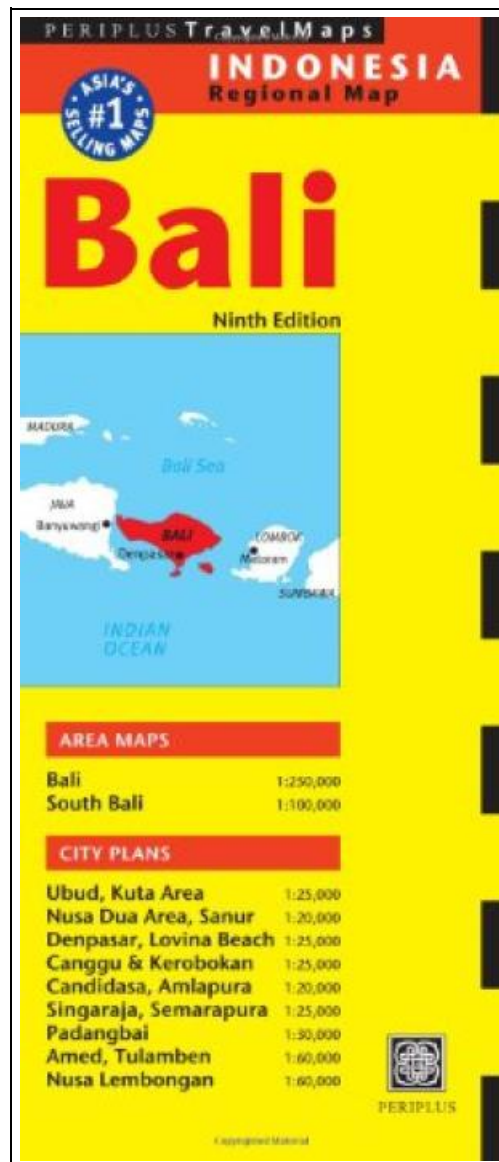 PERIPLUS TravelMaps
INDONESIA
Regional Map
ASIA'S
#1
SELLING MAPS
Bali
Ninth Edition
MADURA
Bali Sea
JAVA
Banyuwangi
BALI
Denpasar
LOMBOK
Mataram
SUMBAWA
INDIAN
OCEAN
AREA MAPS
Bali 1:250,000
South Bali 1:100,000
CITY PLANS
Ubud, Kuta Area 1:25,000
Nusa Dua Area, Sanur 1:20,000
Denpasar, Lovina Beach 1:25,000
Canggu & Kerobokan 1:25,000
Candidasa, Amlapura 1:20,000
Singaraja, Semarapura 1:25,000
Padangbai 1:30,000
Amed, Tulamben 1:60,000
Nusa Lembongan 1:60,000
PERIPLUS
Copyrighted Material